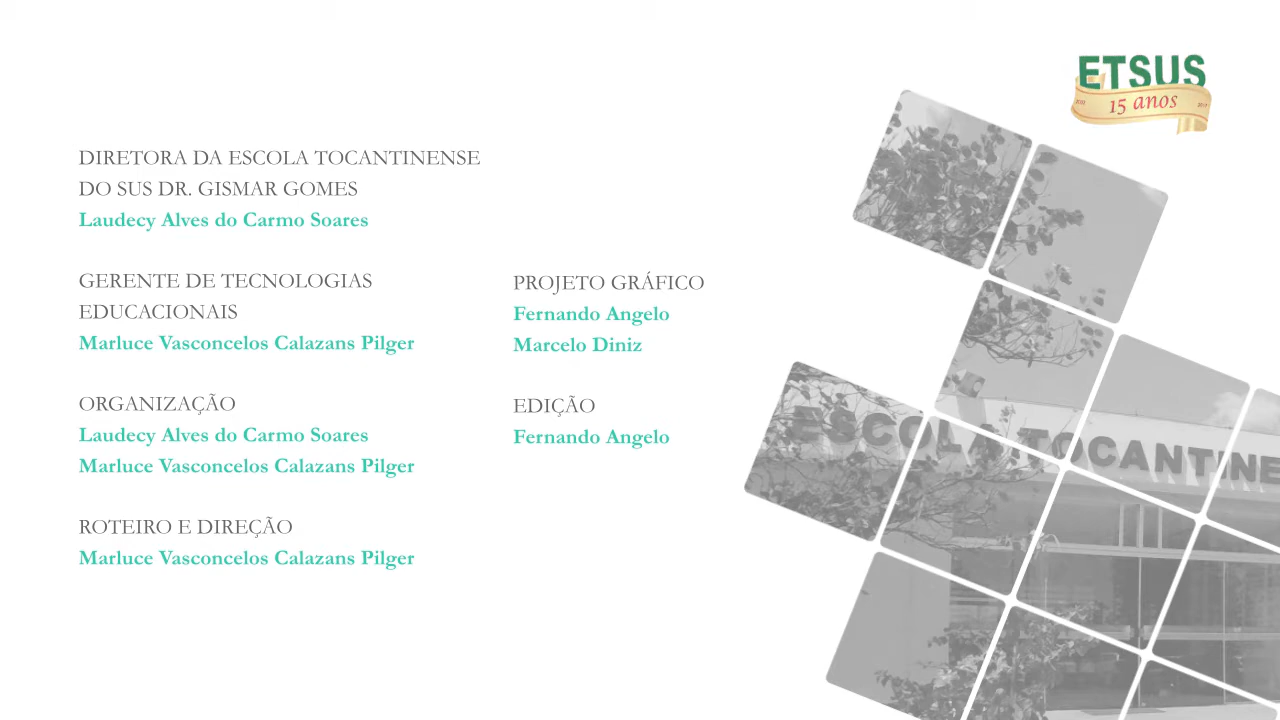 ETSUS
15 anos
DIRETORA DA ESCOLA TOCANTINENSE
DO SUS DR. GISMAR GOMES
Laudecy Alves do Carmo Soares
GERENTE DE TECNOLOGIAS
EDUCACIONAIS
Marluce Vasconcelos Calazans Pilger
ORGANIZAÇÃO
Laudecy Alves do Carmo Soares
Marluce Vasconcelos Calazans Pilger
ROTEIRO E DIREÇÃO
Marluce Vasconcelos Calazans Pilger
PROJETO GRÁFICO
Fernando Angelo
Marcelo Diniz
EDIÇÃO
Fernando Angelo
ESCOLA TOCANTINE